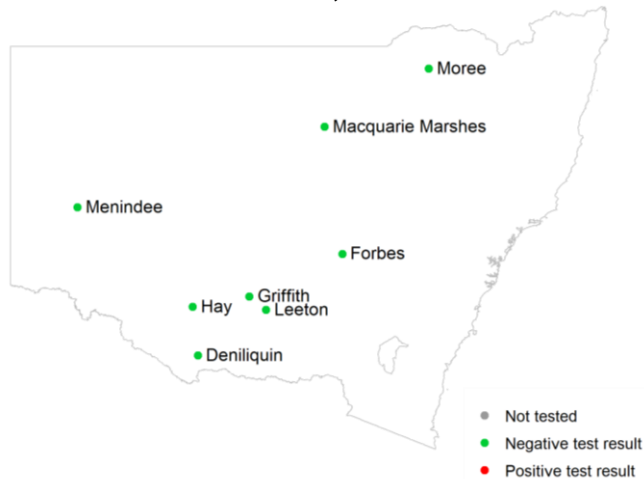 Moree
Macquarie Marshes
Menindee
Forbes
Griffith
Hay
Leeton
Deniliquin
Not tested
Negative test result
Positive test result